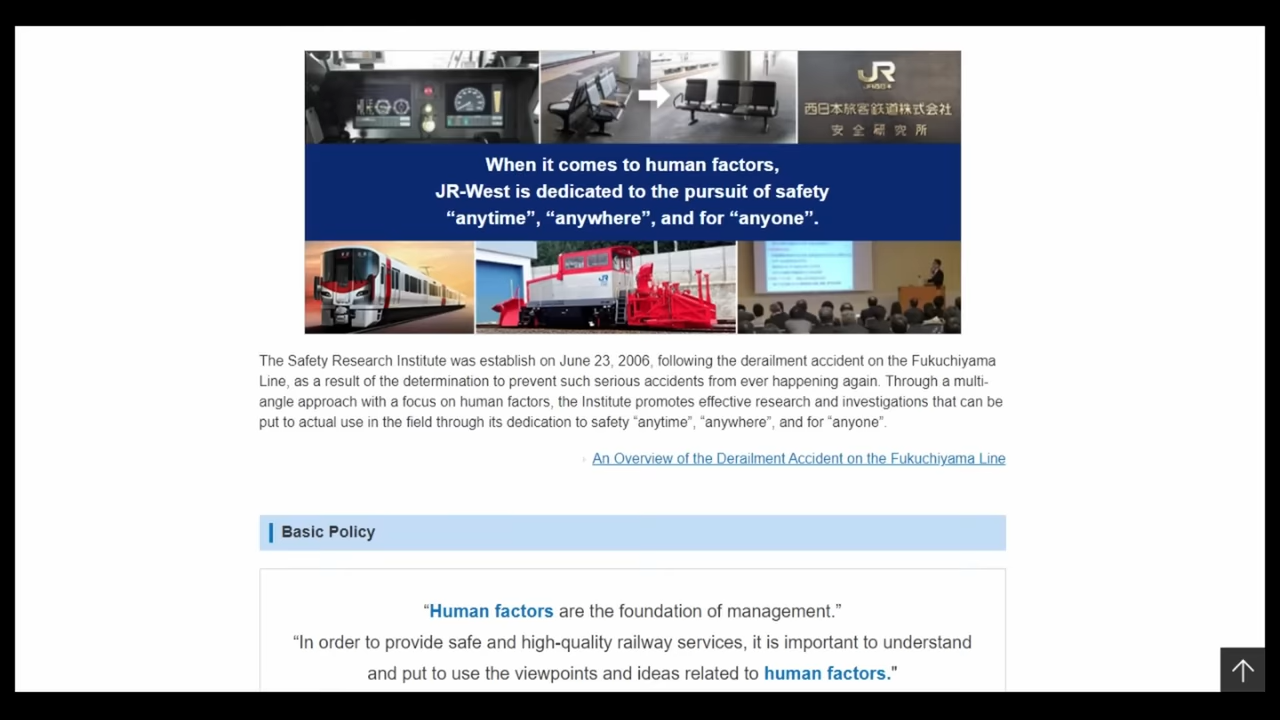 JR
西日本旅客鉄道株式会社
安全研究所
When it comes to human factors,
JR-West is dedicated to the pursuit of safety
“anytime”, “anywhere”, and for “anyone”.
The Safety Research Institute was establish on June 23, 2006, following the derailment accident on the Fukuchiyama
Line, as a result of the determination to prevent such serious accidents from ever happening again. Through a multi-
angle approach with a focus on human factors, the Institute promotes effective research and investigations that can be
put to actual use in the field through its dedication to safety “anytime”, “anywhere”, and for “anyone”.
An Overview of the Derailment Accident on the Fukuchiyama Line
Basic Policy
“Human factors are the foundation of management.”
“In order to provide safe and high-quality railway services, it is important to understand
and put to use the viewpoints and ideas related to human factors."